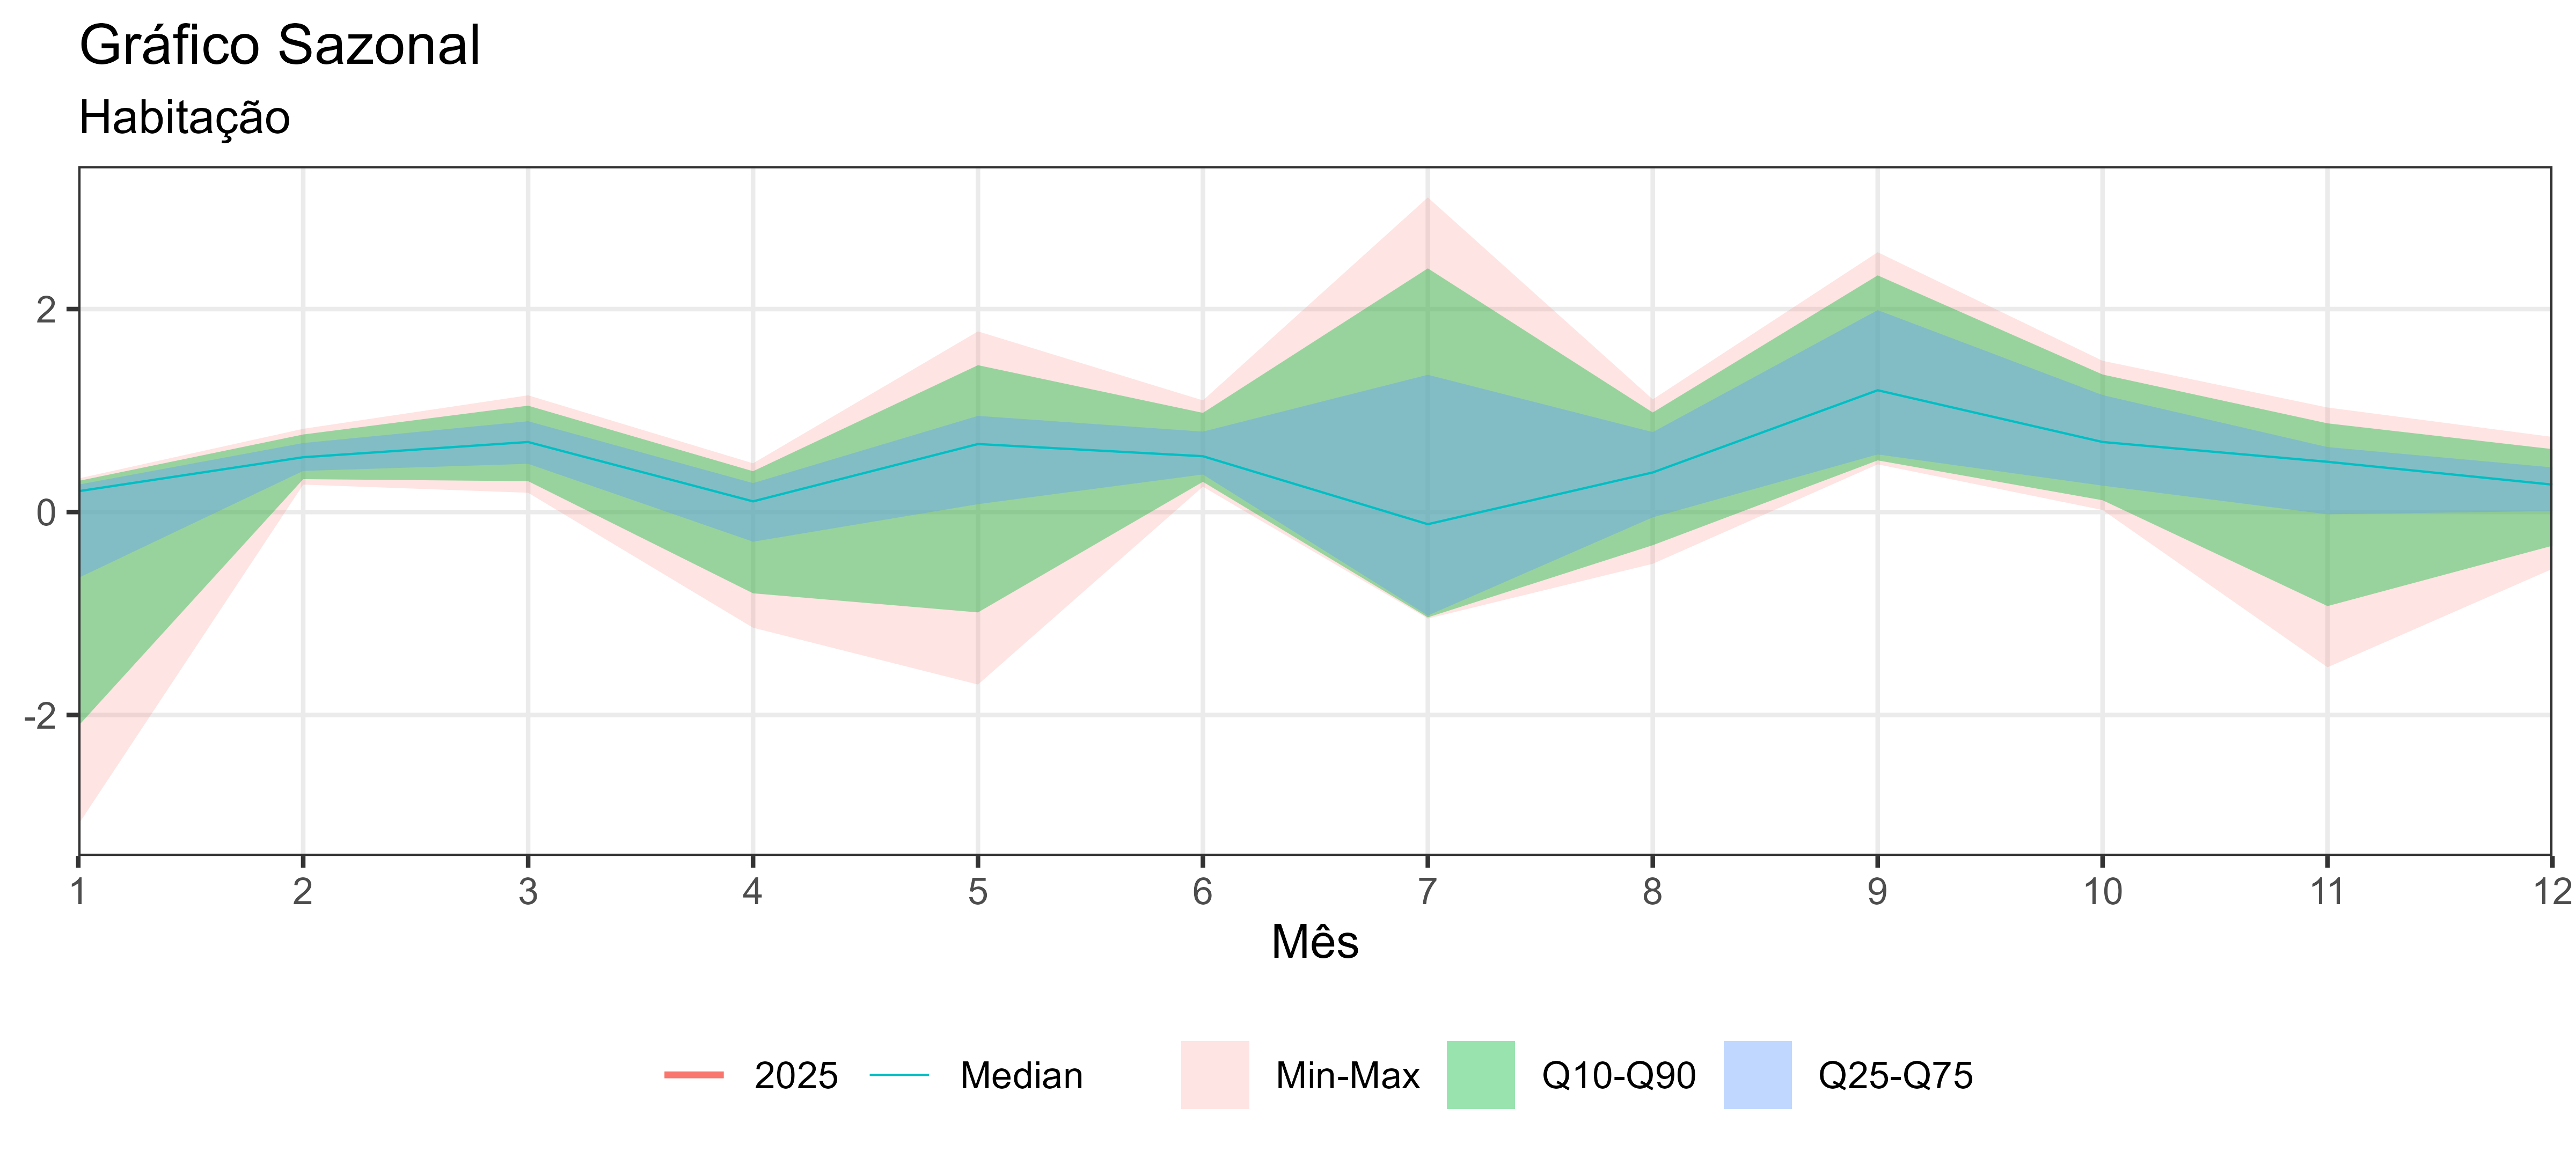 Gráfico Sazonal
Habitação
2
0
-2
1 2 3 4 5 6 7 8 9 10 11 12
Mês
2025 Median Min-Max Q10-Q90 Q25-Q75